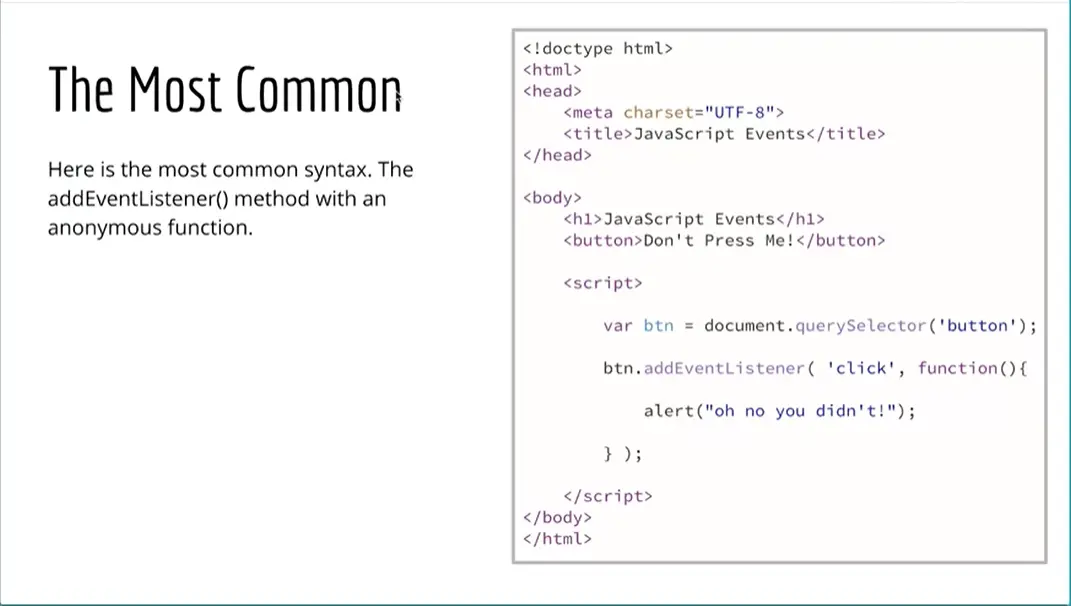 The Most Common
Here is the most common syntax. The
addEventListener() method with an
anonymous function.
<!doctype html>
<html>
<head>
    <meta charset="UTF-8">
    <title>JavaScript Events</title>
</head>

<body>
    <h1>JavaScript Events</h1>
    <button>Don't Press Me!</button>

    <script>

        var btn = document.querySelector('button');

        btn.addEventListener( 'click', function(){

            alert("oh no you didn't!");

        } );

    </script>
</body>
</html>